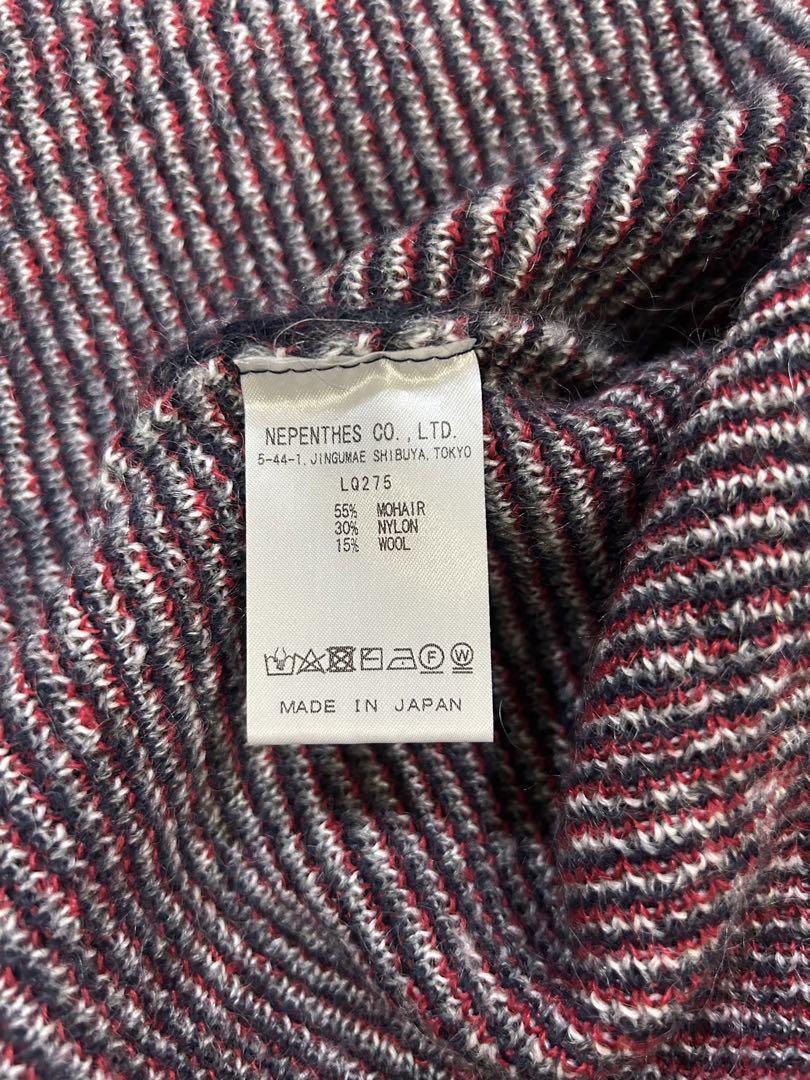 NEPENTHES CO.,LTD.
5-44-1, JINGUMAE SHIBUYA, TOKYO
LQ275
55% MOHAIR
30% NYLON
15% WOOL
F W
MADE IN JAPAN